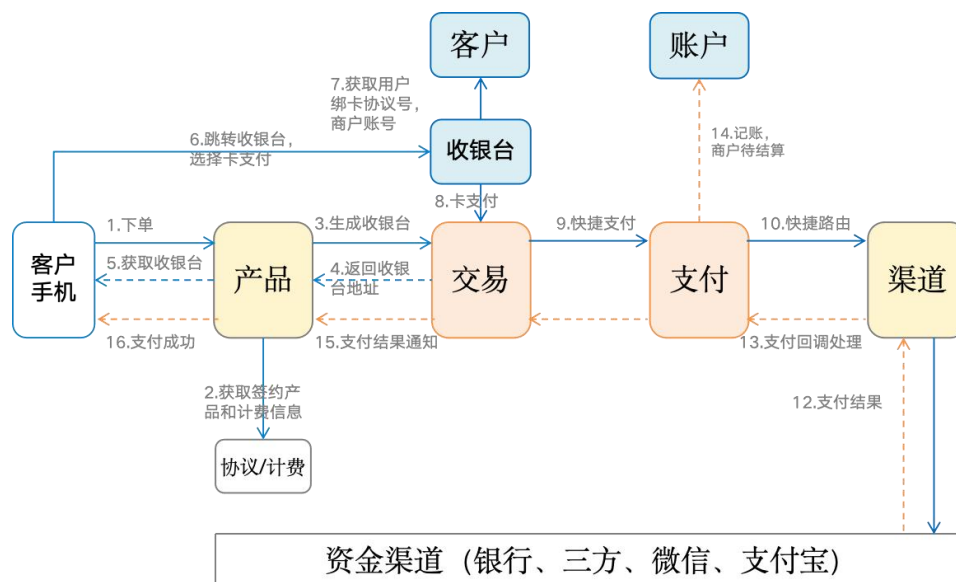 客户
账户
7.获取用户
绑卡协议号，
商户账号
6.跳转收银台，
选择卡支付
收银台
14.记账，
商户待结算
8.卡支付
1.下单
3.生成收银台
9.快捷支付
10.快捷路由
客户
手机
5.获取收银台
产品
4.返回收银
台地址
交易
支付
渠道
16.支付成功
15.支付结果通知
13.支付回调处理
2.获取签约产
品和计费信息
12.支付结果
协议/计费
资金渠道（银行、三方、微信、支付宝）